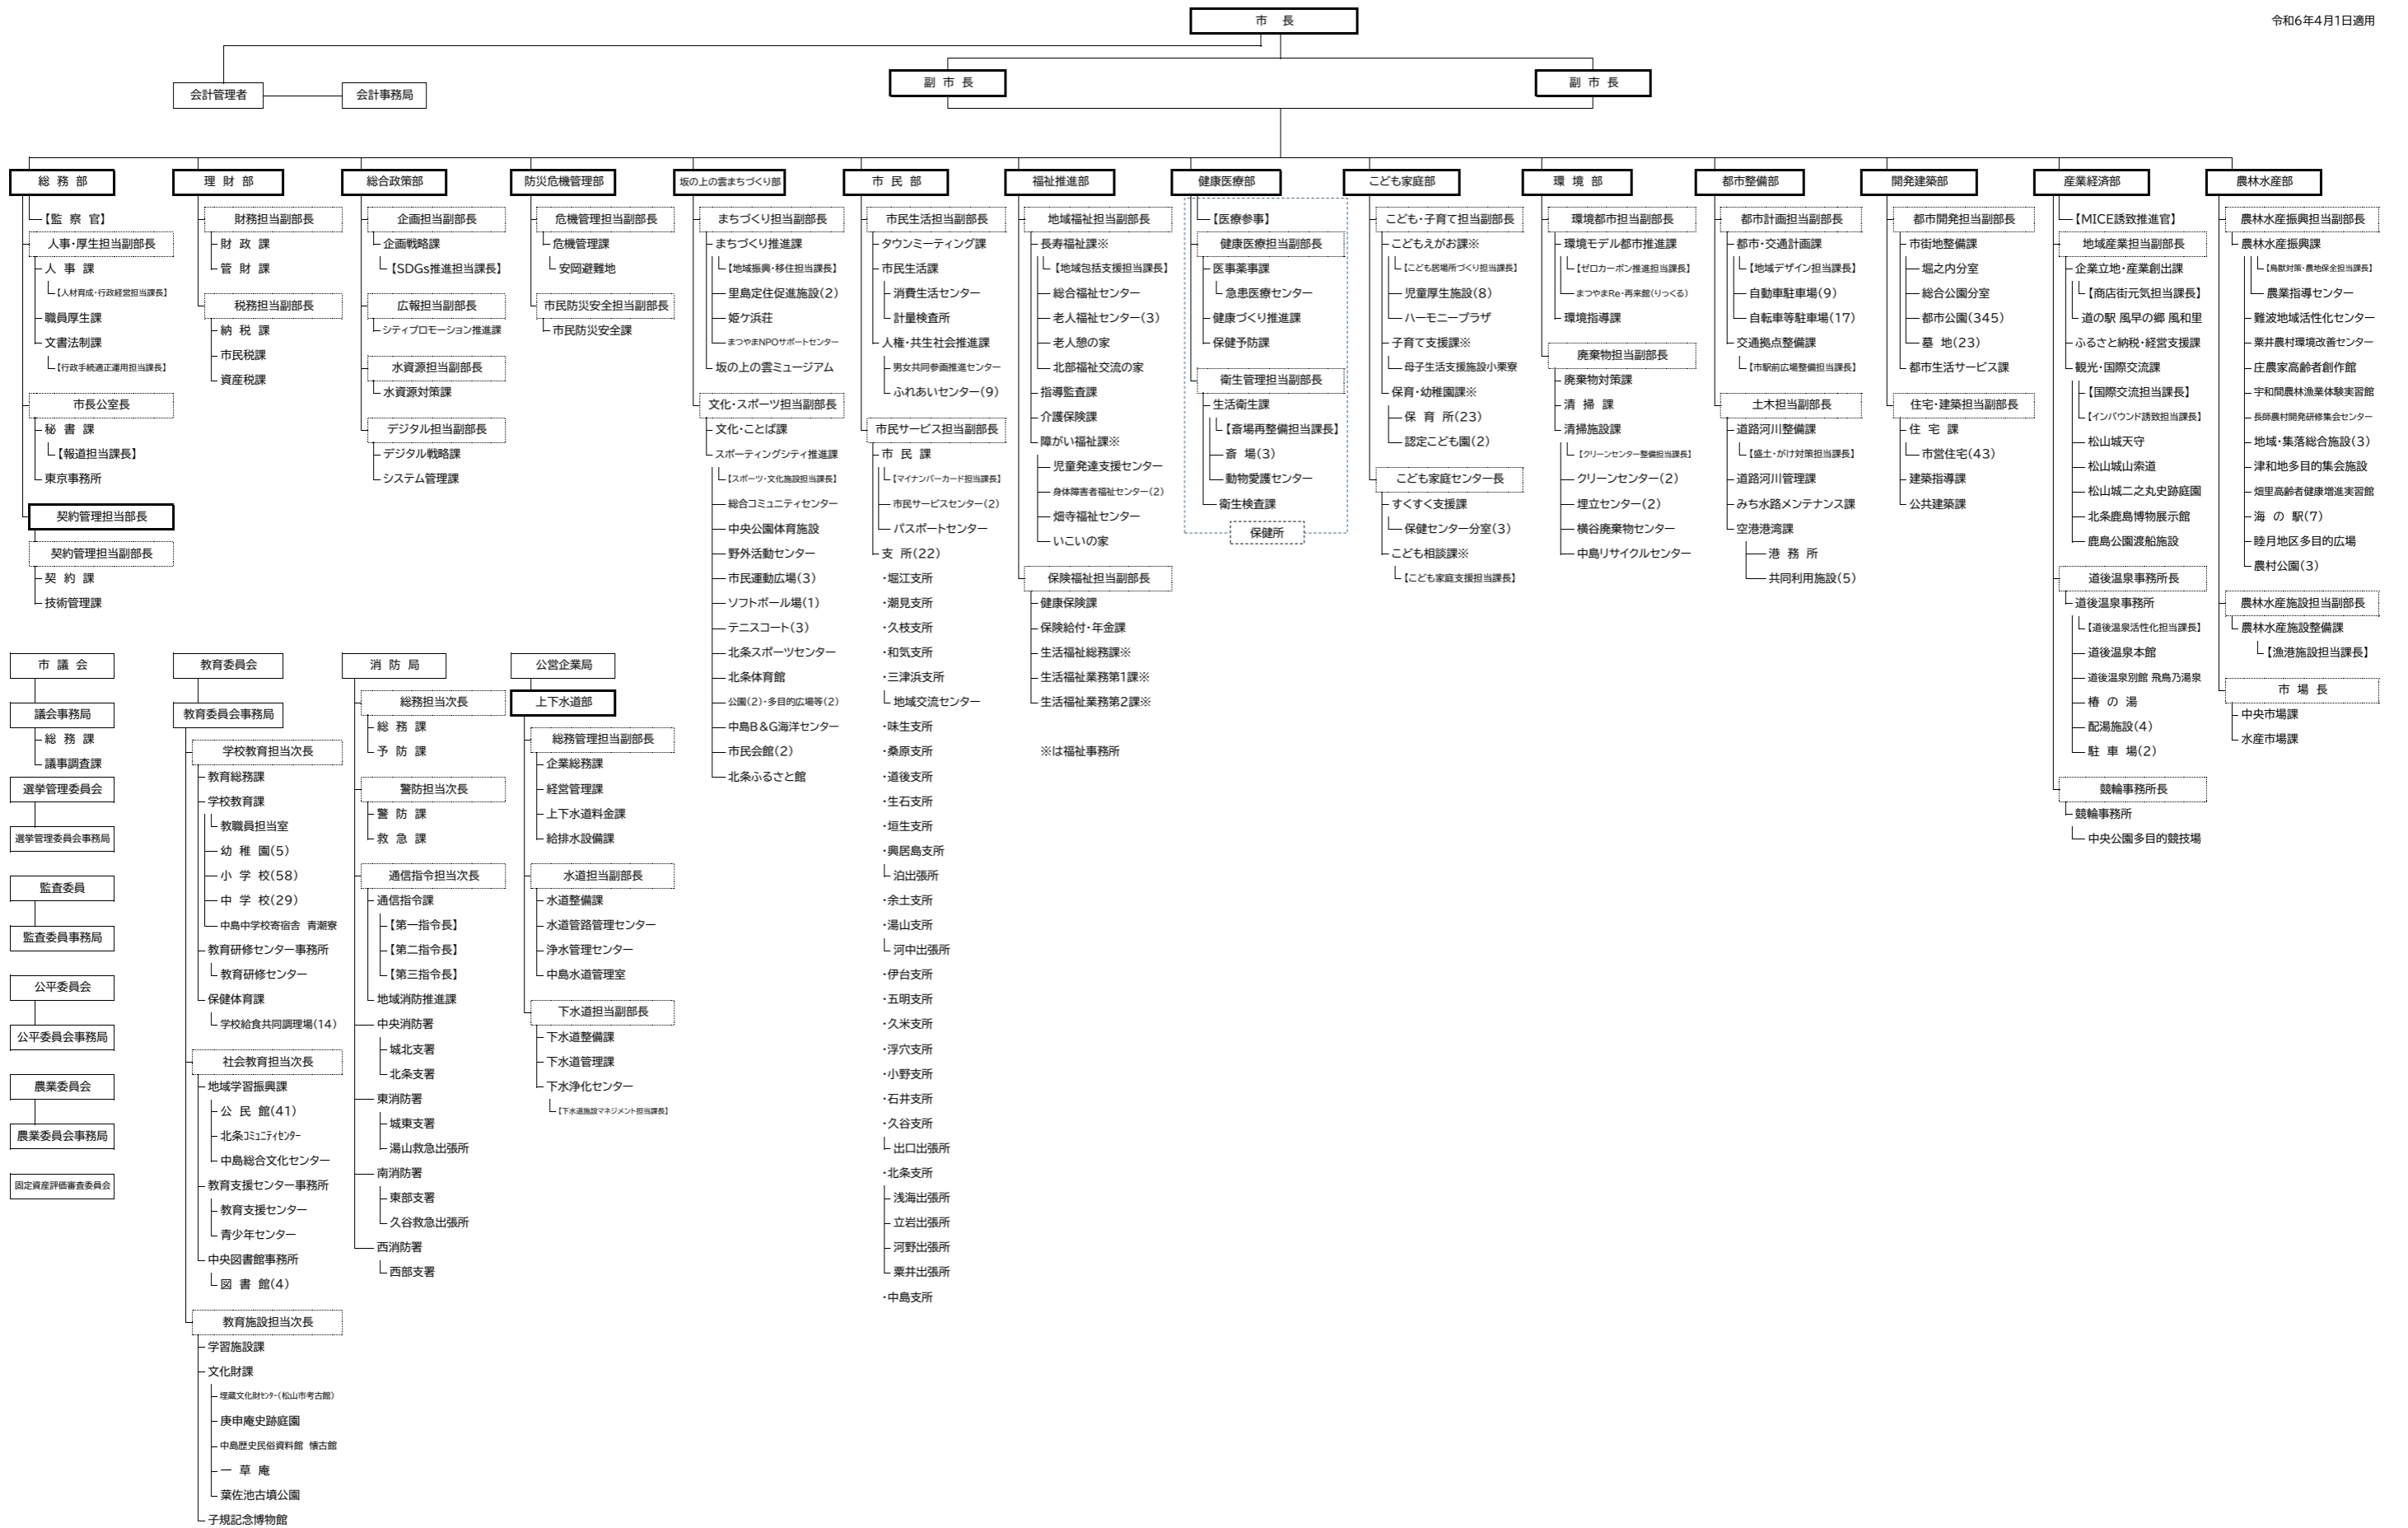 市 長
令和6年4月1日適用
副 市 長
副 市 長
会計管理者
会計事務局
総 務 部
【監 察 官】
人事・厚生担当副部長
人 事 課
【人材育成・行政経営担当課長】
職員厚生課
文書法制課
【行政手続適正運用担当課長】
市長公室長
秘 書 課
【報道担当課長】
東京事務所
契約管理担当部長
契約管理担当副部長
契 約 課
技術管理課
理 財 部
財務担当副部長
財 政 課
管 財 課
税務担当副部長
納 税 課
市民税課
資産税課
総合政策部
企画担当副部長
企画戦略課
【SDGs推進担当課長】
広報担当副部長
シティプロモーション推進課
水資源担当副部長
水資源対策課
デジタル担当副部長
デジタル戦略課
システム管理課
防災危機管理部
危機管理担当副部長
危機管理課
安岡避難地
市民防災安全担当副部長
市民防災安全課
坂の上の雲まちづくり部
まちづくり担当副部長
まちづくり推進課
【地域振興・移住担当課長】
里島定住促進施設(2)
姫ケ浜荘
まつやまNPOサポートセンター
坂の上の雲ミュージアム
文化・スポーツ担当副部長
文化・ことば課
スポーティングシティ推進課
【スポーツ・文化施設担当課長】
総合コミュニティセンター
中央公園体育施設
野外活動センター
市民運動広場(3)
ソフトボール場(1)
テニスコート(3)
北条スポーツセンター
北条体育館
公園(2)・多目的広場等(2)
中島B&G海洋センター
市民会館(2)
北条ふるさと館
市 民 部
市民生活担当副部長
タウンミーティング課
市民生活課
消費生活センター
計量検査所
人権・共生社会推進課
男女共同参画推進センター
ふれあいセンター(9)
市民サービス担当副部長
市 民 課
【マイナンバーカード担当課長】
市民サービスセンター(2)
パスポートセンター
支 所(22)
・堀江支所
・潮見支所
・久枝支所
・和気支所
・三津浜支所
地域交流センター
・味生支所
・桑原支所
・道後支所
・生石支所
・垣生支所
・興居島支所
泊出張所
・余土支所
・湯山支所
河中出張所
・伊台支所
・五明支所
・久米支所
・浮穴支所
・小野支所
・石井支所
・久谷支所
出口出張所
・北条支所
浅海出張所
立岩出張所
河野出張所
粟井出張所
・中島支所
福祉推進部
地域福祉担当副部長
長寿福祉課※
【地域包括支援担当課長】
総合福祉センター
老人福祉センター(3)
老人憩の家
北部福祉交流の家
指導監査課
介護保険課
障がい福祉課※
児童発達支援センター
身体障害者福祉センター(2)
畑寺福祉センター
いこいの家
保険福祉担当副部長
健康保険課
保険給付・年金課
生活福祉総務課※
生活福祉業務第1課※
生活福祉業務第2課※
※は福祉事務所
健康医療部
【医療参事】
健康医療担当副部長
医事薬事課
急患医療センター
健康づくり推進課
保健予防課
衛生管理担当副部長
生活衛生課
【斎場再整備担当課長】
斎 場(3)
動物愛護センター
衛生検査課
保健所
こども家庭部
こども・子育て担当副部長
こどもえがお課※
【こども居場所づくり担当課長】
児童厚生施設(8)
ハーモニープラザ
子育て支援課※
母子生活支援施設小栗寮
保育・幼稚園課※
保 育 所(23)
認定こども園(2)
こども家庭センター長
すくすく支援課
保健センター分室(3)
こども相談課※
【こども家庭支援担当課長】
環 境 部
環境都市担当副部長
環境モデル都市推進課
【ゼロカーボン推進担当課長】
まつやまRe・再来館(りっくる)
環境指導課
廃棄物担当副部長
廃棄物対策課
清 掃 課
清掃施設課
【クリーンセンター整備担当課長】
クリーンセンター(2)
埋立センター(2)
横谷廃棄物センター
中島リサイクルセンター
都市整備部
都市計画担当副部長
都市・交通計画課
【地域デザイン担当課長】
自動車駐車場(9)
自転車等駐車場(17)
交通拠点整備課
【市駅前広場整備担当課長】
土木担当副部長
道路河川整備課
【盛土・がけ対策担当課長】
道路河川管理課
みち水路メンテナンス課
空港港湾課
港 務 所
共同利用施設(5)
開発建築部
都市開発担当副部長
市街地整備課
堀之内分室
総合公園分室
都市公園(345)
墓 地(23)
都市生活サービス課
住宅・建築担当副部長
住 宅 課
市営住宅(43)
建築指導課
公共建築課
産業経済部
【MICE誘致推進官】
地域産業担当副部長
企業立地・産業創出課
【商店街元気担当課長】
道の駅 風早の郷 風和里
ふるさと納税・経営支援課
観光・国際交流課
【国際交流担当課長】
【インバウンド誘致担当課長】
松山城天守
松山城山索道
松山城二之丸史跡庭園
北条鹿島博物展示館
鹿島公園渡船施設
道後温泉事務所長
道後温泉事務所
【道後温泉活性化担当課長】
道後温泉本館
道後温泉別館 飛鳥乃湯泉
椿 の 湯
配湯施設(4)
駐 車 場(2)
競輪事務所長
競輪事務所
中央公園多目的競技場
農林水産部
農林水産振興担当副部長
農林水産振興課
【鳥獣対策・農地保全担当課長】
農業指導センター
難波地域活性化センター
粟井農村環境改善センター
庄農家高齢者創作館
宇和間農林漁業体験実習館
長師農村開発研修集会センター
地域・集落総合施設(3)
津和地多目的集会施設
畑里高齢者健康増進実習館
海 の 駅(7)
睦月地区多目的広場
農村公園(3)
農林水産施設担当副部長
農林水産施設整備課
【漁港施設担当課長】
市 場 長
中央市場課
水産市場課
市 議 会
議会事務局
総 務 課
議事調査課
選挙管理委員会
選挙管理委員会事務局
監査委員
監査委員事務局
公平委員会
公平委員会事務局
農業委員会
農業委員会事務局
固定資産評価審査委員会
教育委員会
教育委員会事務局
学校教育担当次長
教育総務課
学校教育課
教職員担当室
幼 稚 園(5)
小 学 校(58)
中 学 校(29)
中島中学校寄宿舎 青潮寮
教育研修センター事務所
教育研修センター
保健体育課
学校給食共同調理場(14)
社会教育担当次長
地域学習振興課
公 民 館(41)
北条ｺﾐｭﾆﾃｨｾﾝﾀｰ
中島総合文化センター
教育支援センター事務所
教育支援センター
青少年センター
中央図書館事務所
図 書 館(4)
教育施設担当次長
学習施設課
文化財課
埋蔵文化財ｾﾝﾀｰ(松山市考古館)
庚申庵史跡庭園
中島歴史民俗資料館 懐古館
一 草 庵
葉佐池古墳公園
子規記念博物館
消 防 局
総務担当次長
総 務 課
予 防 課
警防担当次長
警 防 課
救 急 課
通信指令担当次長
通信指令課
【第一指令長】
【第二指令長】
【第三指令長】
地域消防推進課
中央消防署
城北支署
北条支署
東消防署
城東支署
湯山救急出張所
南消防署
東部支署
久谷救急出張所
西消防署
西部支署
公営企業局
上下水道部
総務管理担当副部長
企業総務課
経営管理課
上下水道料金課
給排水設備課
水道担当副部長
水道整備課
水道管路管理センター
浄水管理センター
中島水道管理室
下水道担当副部長
下水道整備課
下水道管理課
下水浄化センター
【下水道施設マネジメント担当課長】